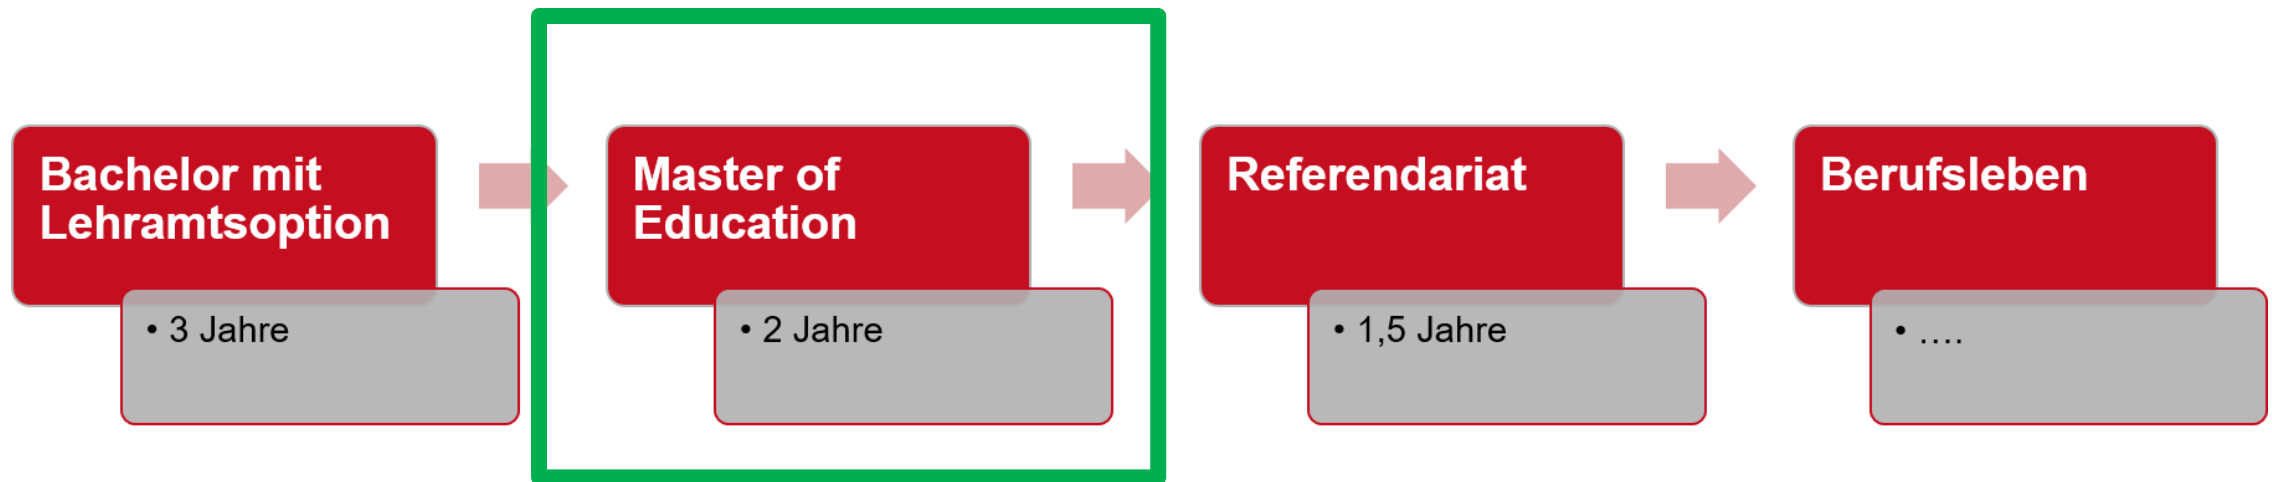 Bachelor mit
Lehramtsoption
• 3 Jahre
Master of
Education
• 2 Jahre
Referendariat
• 1,5 Jahre
Berufsleben
• ....